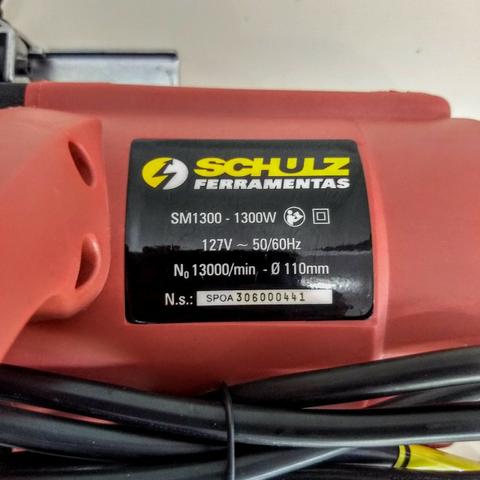 SCHULZ
FERRAMENTAS
SM1300 - 1300W
127V ~ 50/60Hz
N₀ 13000/min - Ø 110mm
N.s.: SPOA 306000441